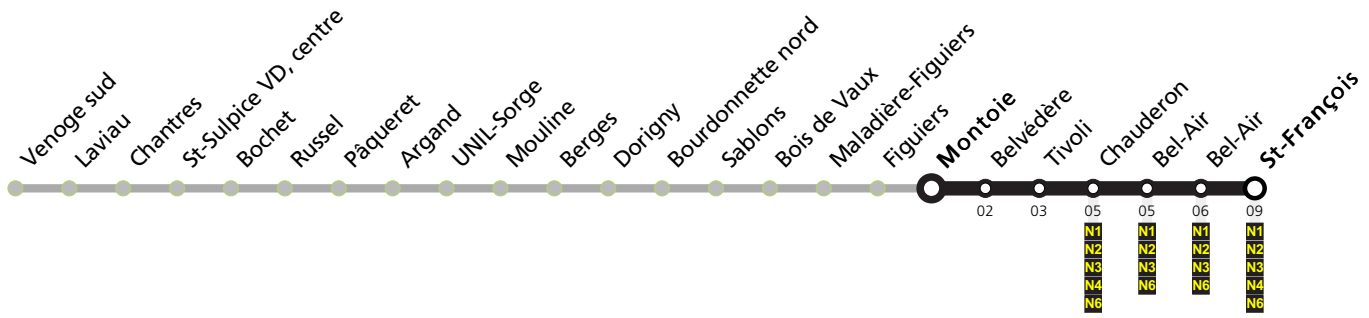 Venoge sud
Laviau
Chantres
St-Sulpice VD, centre
Bochet
Russel
Pâqueret
Argand
UNIL-Sorge
Mouline
Berges
Dorigny
Bourdonnette nord
Sablons
Bois de Vaux
Maladière-Figuiers
Figuiers
Montoie
Belvédère
Tivoli
Chauderon
Bel-Air
Bel-Air
St-François
02
03
05
05
06
09
N1
N2
N3
N4
N6
N1
N2
N3
N6
N1
N2
N3
N6
N1
N2
N3
N4
N6